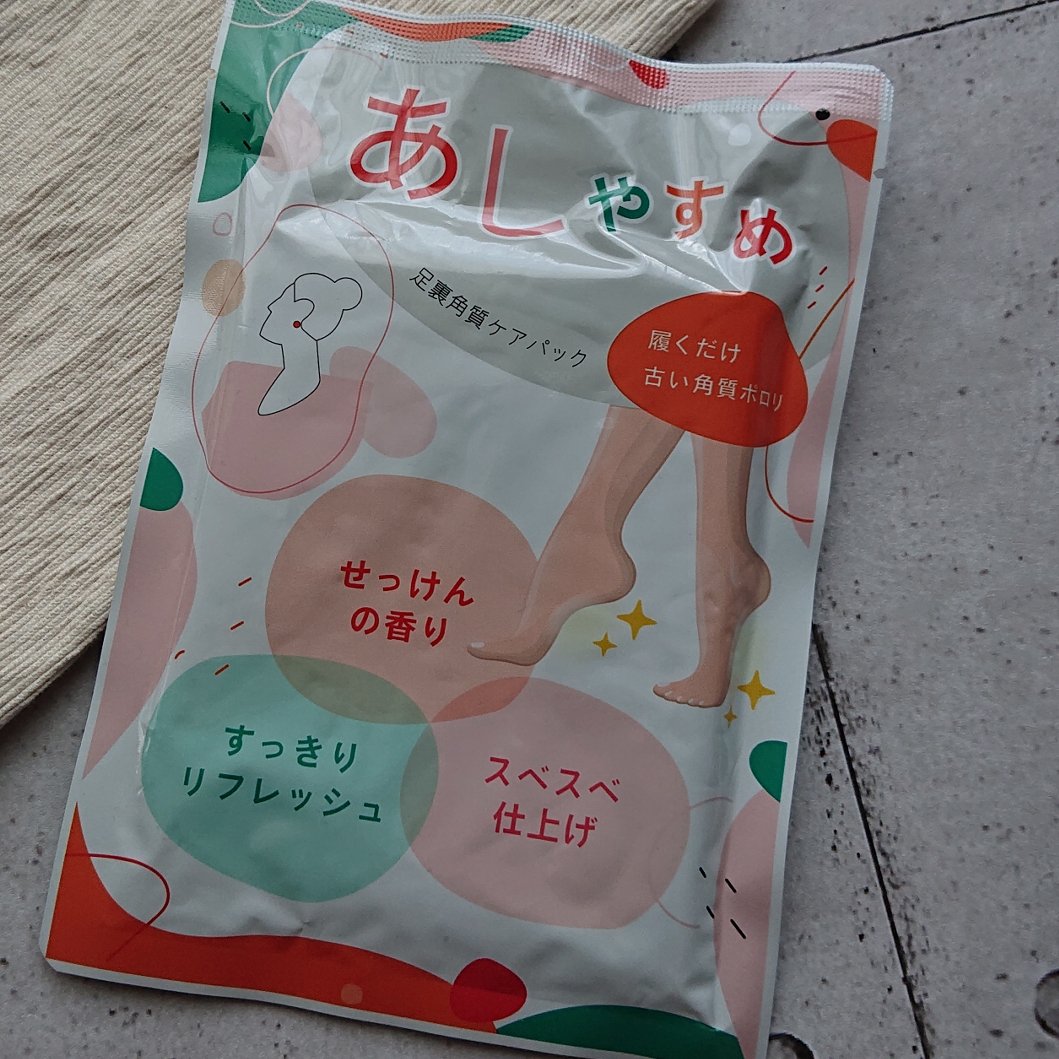 あしやすめ
足裏角質ケアパック
履くだけ
古い角質ポロリ
せっけん
の香り
すっきり
リフレッシュ
スベスベ
仕上げ